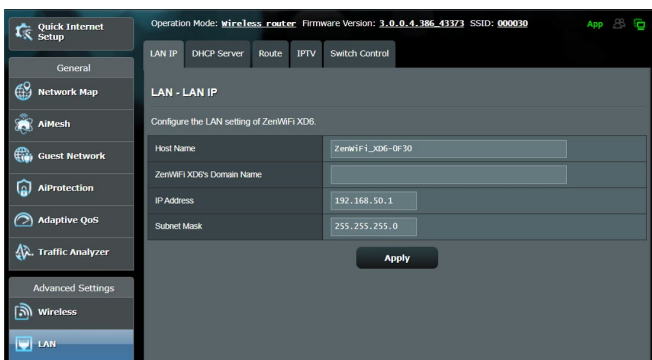 Quick Internet
Setup
Operation Mode: Wireless router Firmware Version: 3.0.0.4.386_43373 SSID: 000030
App
LAN IP DHCP Server Route IPTV Switch Control
General
Network Map
AiMesh
Guest Network
AiProtection
Adaptive QoS
Traffic Analyzer
Advanced Settings
Wireless
LAN
LAN - LAN IP
Configure the LAN setting of ZenWiFi XD6.
Host Name ZenWiFi_XD6-0F30
ZenWiFi XD6's Domain Name
IP Address 192.168.50.1
Subnet Mask 255.255.255.0
Apply